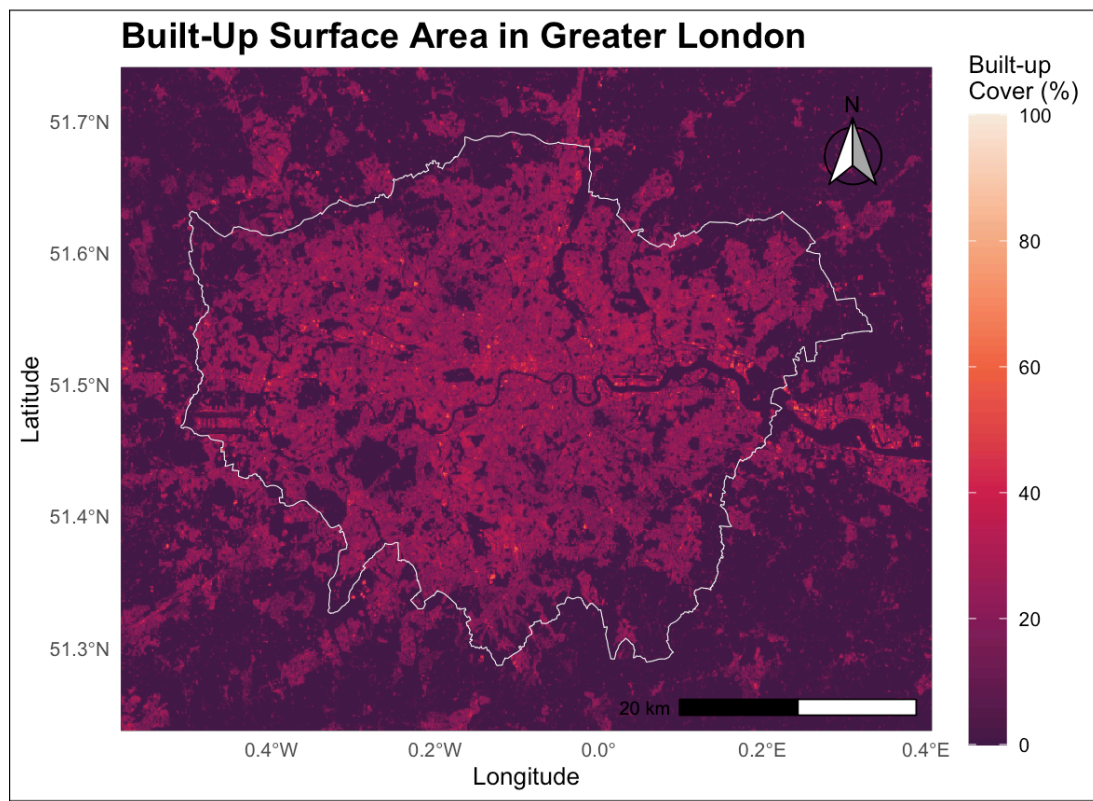 Built-Up Surface Area in Greater London
Built-up
Cover (%)
100
80
60
40
20
0
N
51.7°N
51.6°N
51.5°N
51.4°N
51.3°N
Latitude
20 km
0.4°W
0.2°W
0.0°
0.2°E
0.4°E
Longitude